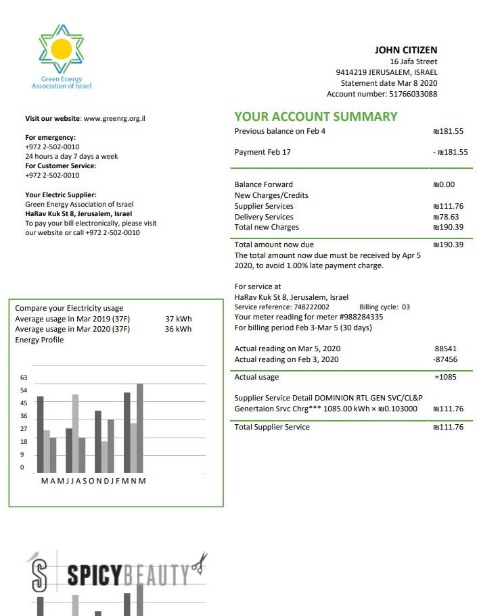 Green Energy
Association of Israel
JOHN CITIZEN
16 Jafa Street
9414219 JERUSALEM, ISRAEL
Statement date Mar 8 2020
Account number: 51766033088
Visit our website: www.greenrg.org.il
For emergency:
+972 2-502-0010
24 hours a day 7 days a week
For Customer Service:
+972 2-502-0010
Your Electric Supplier:
Green Energy Association of Israel
HaRav Kuk St 8, Jerusalem, Israel
To pay your bill electronically, please visit
our website or call +972 2-502-0010
YOUR ACCOUNT SUMMARY
Previous balance on Feb 4 ₪181.55
Payment Feb 17 - ₪181.55
Balance Forward ₪0.00
New Charges/Credits
Supplier Services ₪111.76
Delivery Services ₪78.63
Total new Charges ₪190.39
Total amount now due ₪190.39
The total amount now due must be received by Apr 5
2020, to avoid 1.00% late payment charge.
For service at
HaRav Kuk St 8, Jerusalem, Israel
Service reference: 748222002 Billing cycle: 03
Your meter reading for meter #988284335
For billing period Feb 3-Mar 5 (30 days)
Actual reading on Mar 5, 2020 88541
Actual reading on Feb 3, 2020 -87456
Actual usage =1085
Supplier Service Detail DOMINION RTL GEN SVC/CL&P
Genertaion Srvc Chrg*** 1085.00 kWh × ₪0.103000 ₪111.76
Total Supplier Service ₪111.76
Compare your Electricity usage
Average usage in Mar 2019 (37F) 37 kWh
Average usage in Mar 2020 (37F) 36 kWh
Energy Profile
63
54
45
36
27
18
9
0
M A M J J A S O N D J F M N M
S SPICYBEAUTY